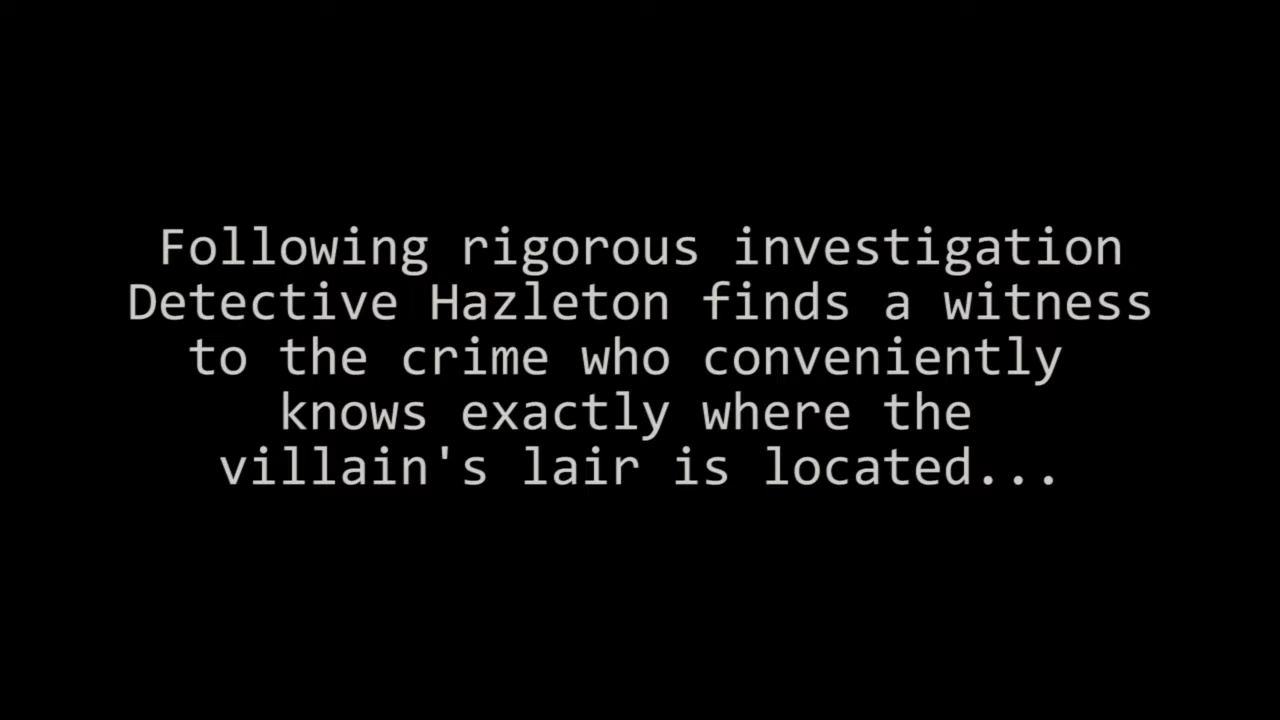 Following rigorous investigation
Detective Hazleton finds a witness
to the crime who conveniently
knows exactly where the
villain's lair is located...